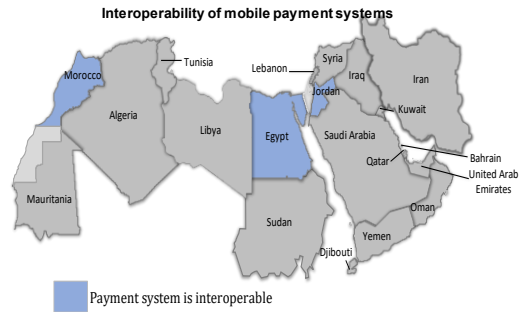 Interoperability of mobile payment systems
Morocco
Tunisia
Lebanon
Syria
Iraq
Iran
Jordan
Algeria
Libya
Egypt
Kuwait
Saudi Arabia
Qatar
Bahrain
United Arab
Emirates
Mauritania
Sudan
Oman
Yemen
Djibouti
Payment system is interoperable